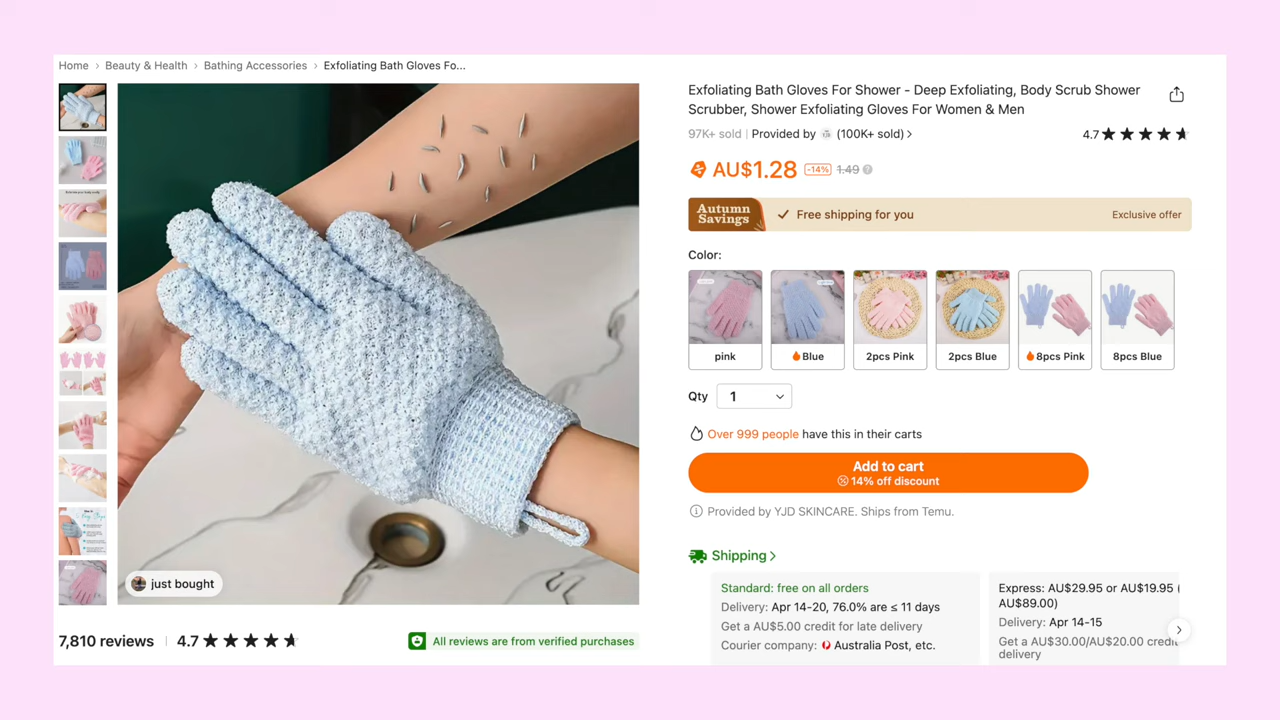 Home › Beauty & Health › Bathing Accessories › Exfoliating Bath Gloves Fo...
Exfoliating Bath Gloves For Shower - Deep Exfoliating, Body Scrub Shower
Scrubber, Shower Exfoliating Gloves For Women & Men
97K+ sold | Provided by (100K+ sold) ›
4.7
AU$1.28 -14% 1.49 ?
Autumn
Savings
Free shipping for you
Exclusive offer
Color:
pink
Blue
2pcs Pink
2pcs Blue
8pcs Pink
8pcs Blue
Qty 1
Over 999 people have this in their carts
Add to cart
14% off discount
Provided by YJD SKINCARE. Ships from Temu.
Shipping ›
Standard: free on all orders
Delivery: Apr 14-20, 76.0% are ≤ 11 days
Get a AU$5.00 credit for late delivery
Courier company: Australia Post, etc.
Express: AU$29.95 or AU$19.95 (
AU$89.00)
Delivery: Apr 14-15
Get a AU$30.00/AU$20.00 credit
delivery
just bought
7,810 reviews | 4.7
All reviews are from verified purchases